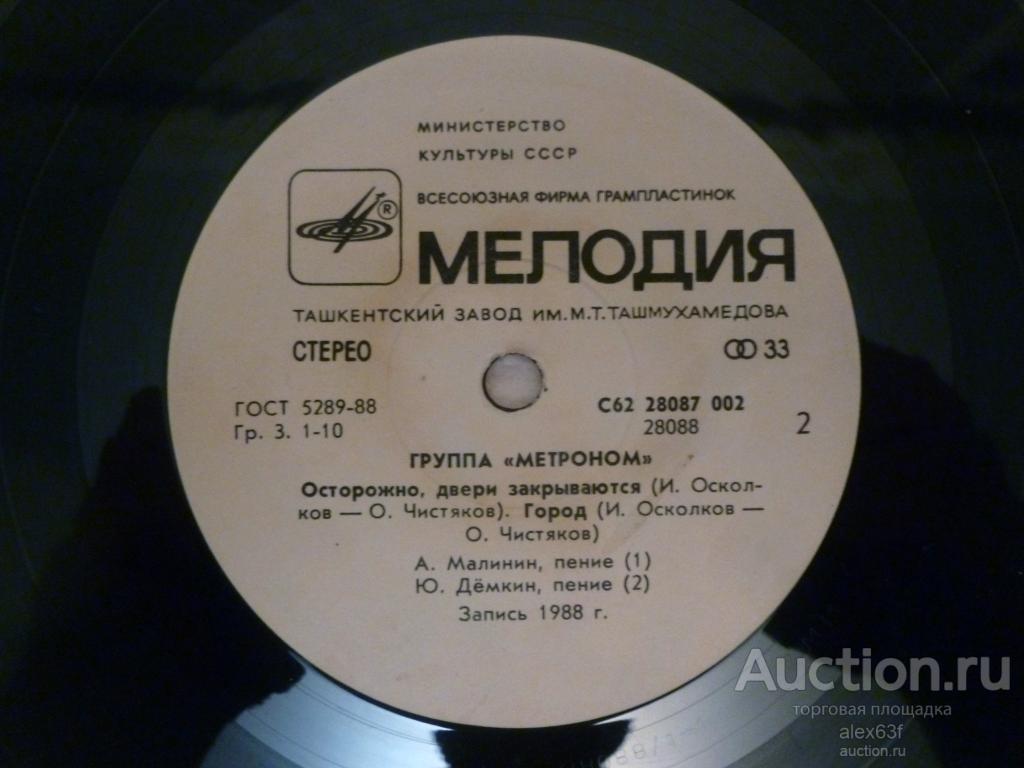 МИНИСТЕРСТВО
КУЛЬТУРЫ СССР
ВСЕСОЮЗНАЯ ФИРМА ГРАМПЛАСТИНОК
®
МЕЛОДИЯ
ТАШКЕНТСКИЙ ЗАВОД ИМ.М.Т.ТАШМУХАМЕДОВА
СТЕРЕО 33
ГОСТ 5289-88 С62 28087 002
Гр. 3. 1-10 28088 2
ГРУППА «МЕТРОНОМ»
Осторожно, двери закрываются (И. Оскол-
ков — О. Чистяков). Город (И. Осколков —
О. Чистяков)
А. Малинин, пение (1)
Ю. Дёмкин, пение (2)
Запись 1988 г.
Auction.ru
торговая площадка
alex63f
auction.ru